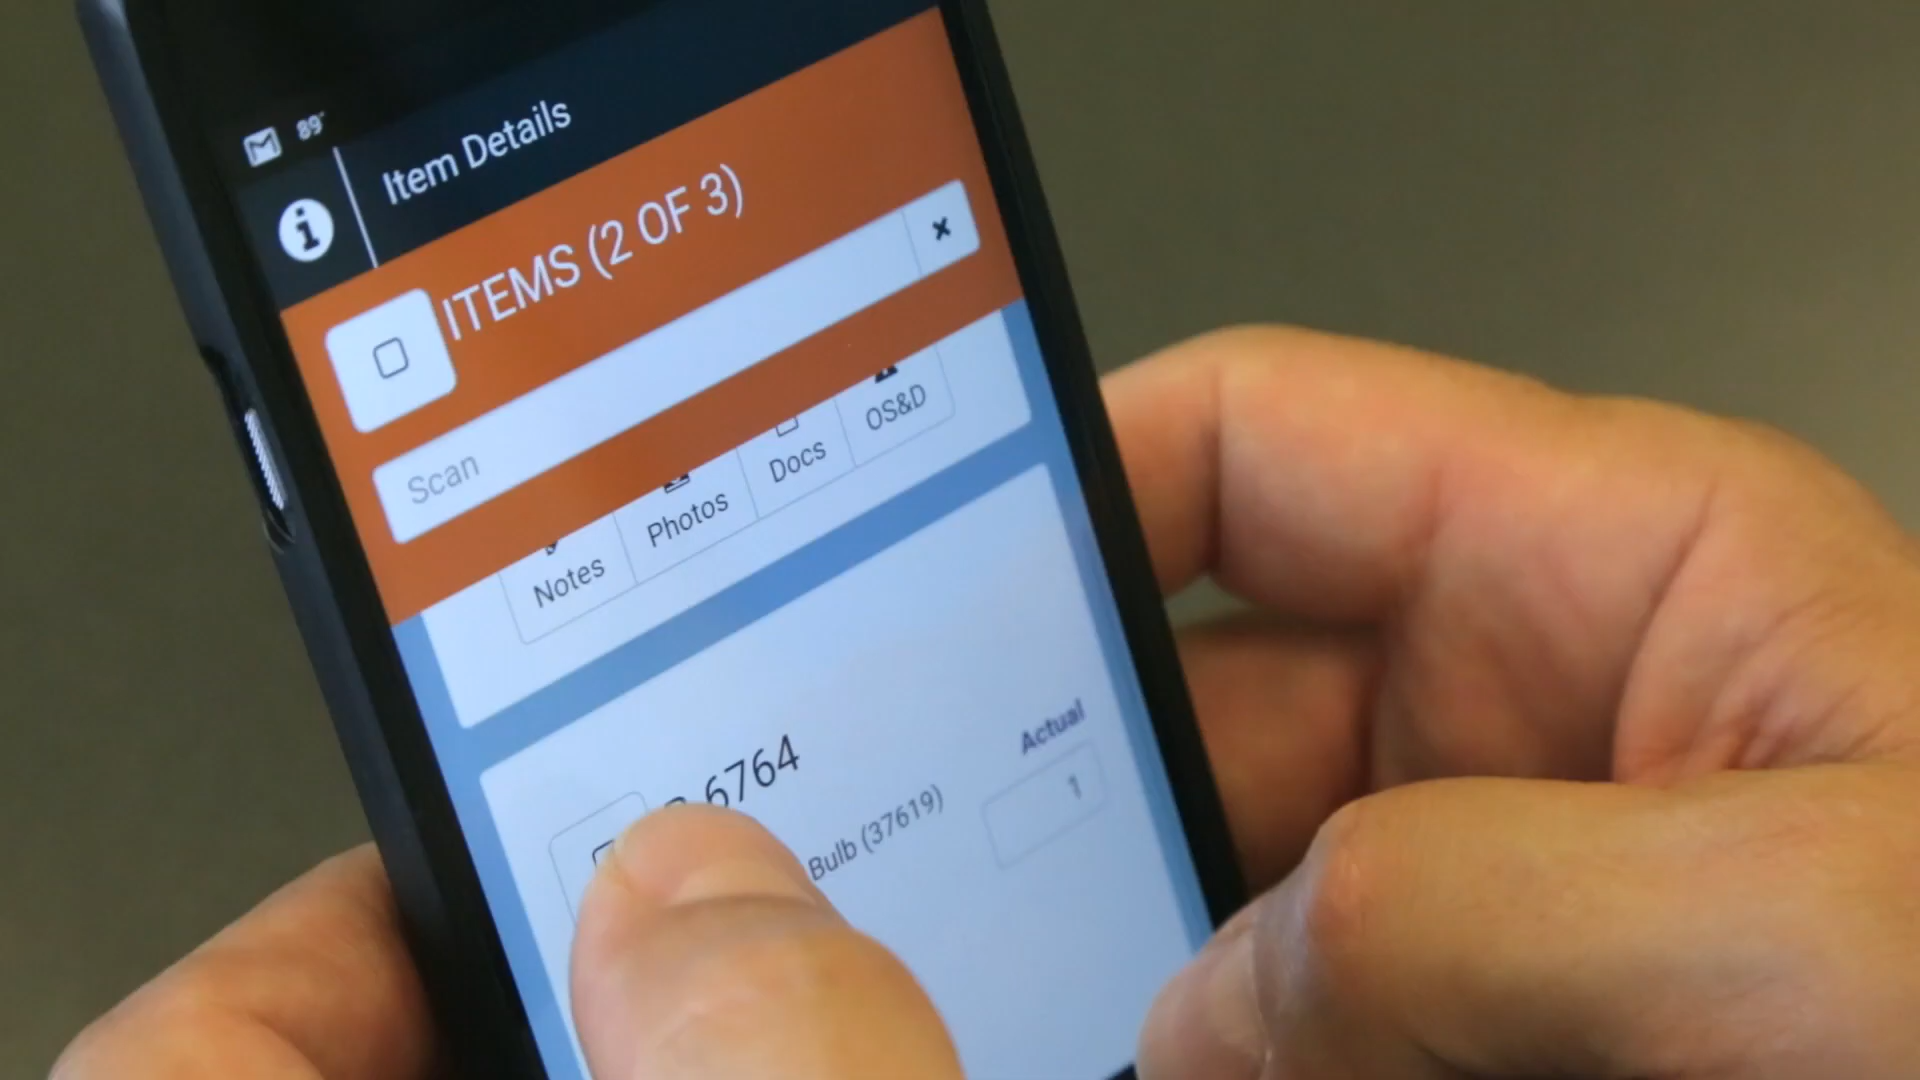 89°
Item Details
ITEMS (2 OF 3)
Scan
Notes Photos Docs OS&D
6764
Actual
Bulb (37619)
1